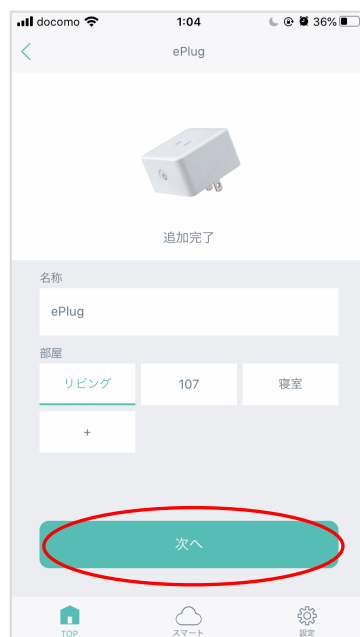 docomo 1:04 36%
ePlug
追加完了
名称
ePlug
部屋
リビング 107 寝室
+
次へ
TOP スマート 設定